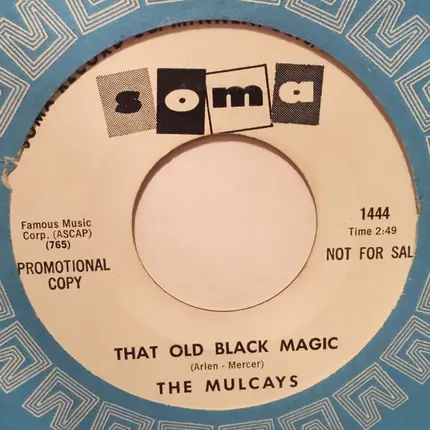 soma
Famous Music
Corp. (ASCAP)
(765)
PROMOTIONAL
COPY
1444
Time 2:49
NOT FOR SAL
THAT OLD BLACK MAGIC
(Arlen - Mercer)
THE MULCAYS